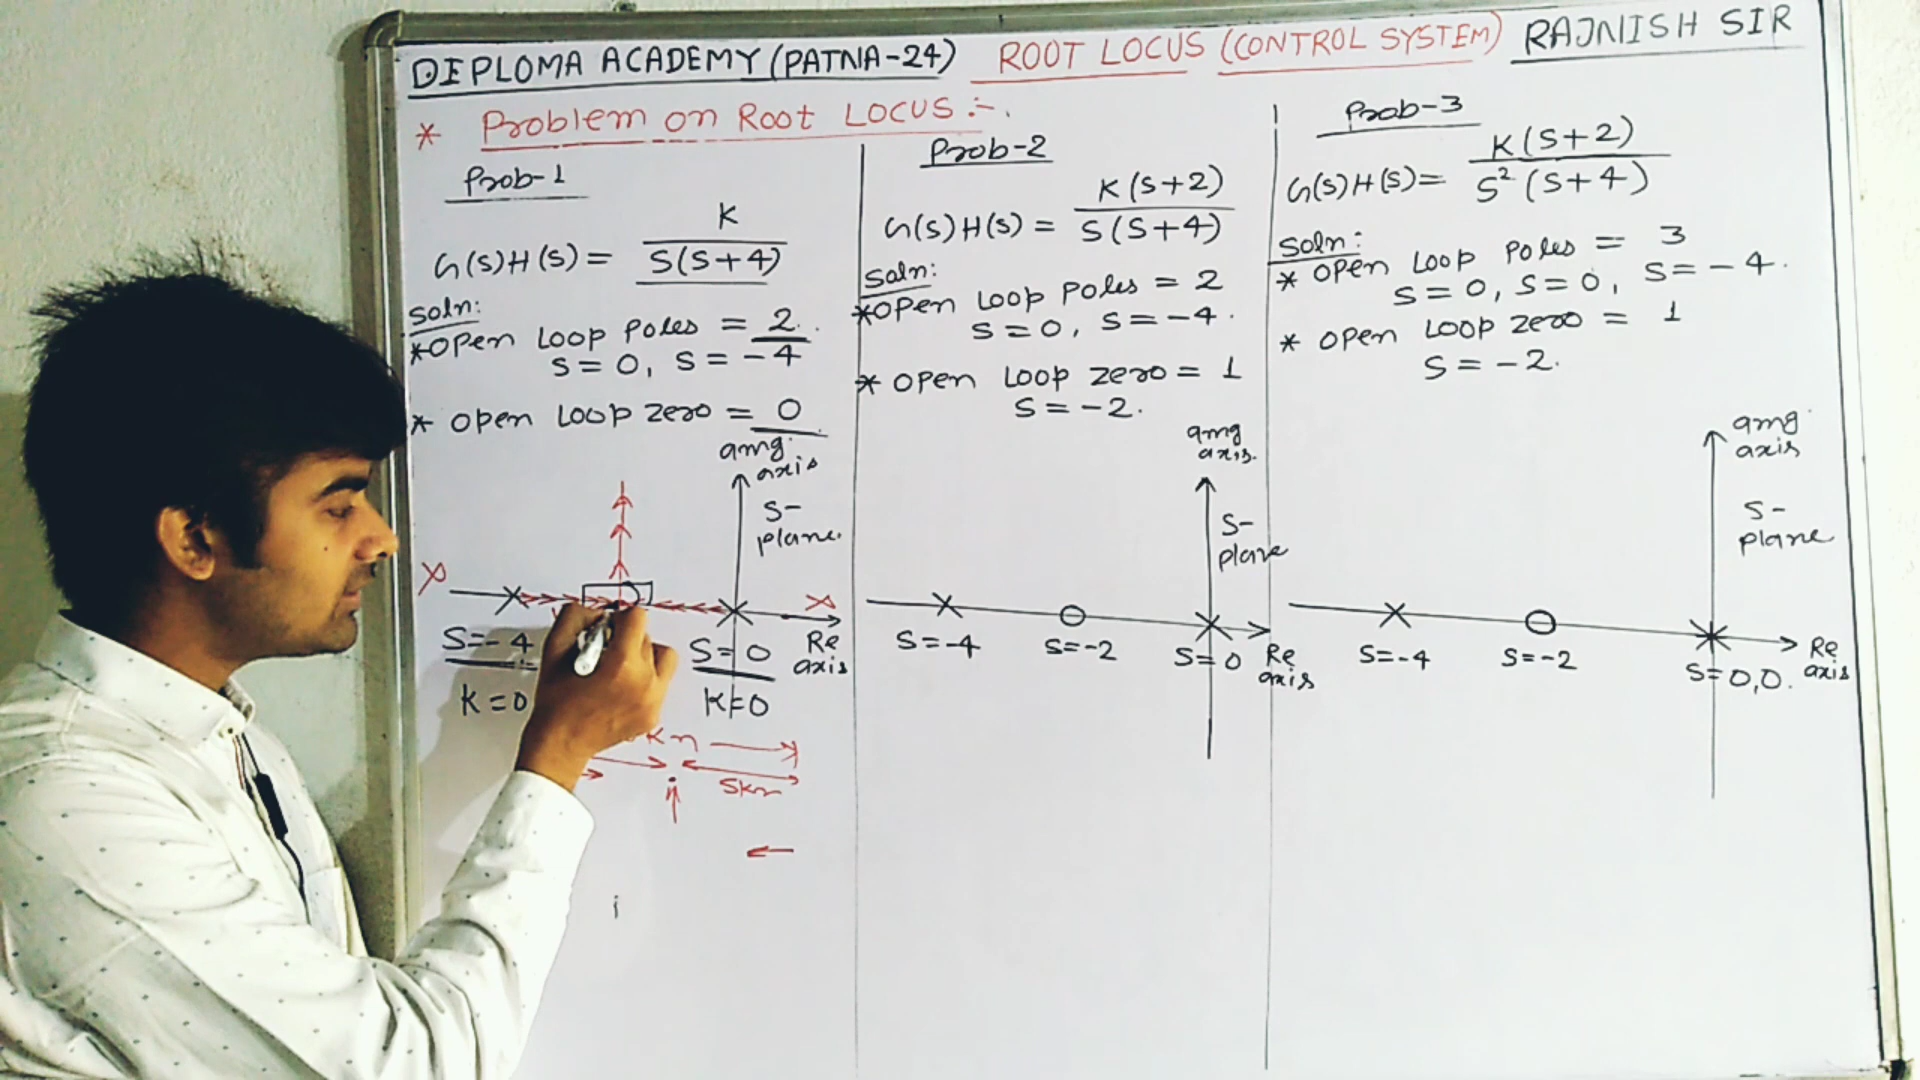 DIPLOMA ACADEMY (PATNA-24) ROOT LOCUS (CONTROL SYSTEM) RAJNISH SIR
* Problem on Root LOCUS :-
Prob-1
G(s)H(s) = K / S(S+4)
Soln:
* Open Loop Poles = 2
S=0, S=-4
* Open Loop zero = 0
amg. axis
S-plane.
S=-4
S=0
Re axis
K=0
K=0
5km
Prob-2
G(s)H(s) = K(S+2) / S(S+4)
Soln:
* Open Loop Poles = 2
S=0, S=-4.
* Open Loop zero = 1
S=-2.
amg axis.
S-plane
S=-4
S=-2
S=0
Re axis
Prob-3
G(s)H(s) = K(S+2) / S²(S+4)
Soln:
* Open Loop Poles = 3
S=0, S=0, S=-4.
* Open Loop zero = 1
S=-2.
amg. axis
S-plane
S=-4
S=-2
S=0,0.
Re axis